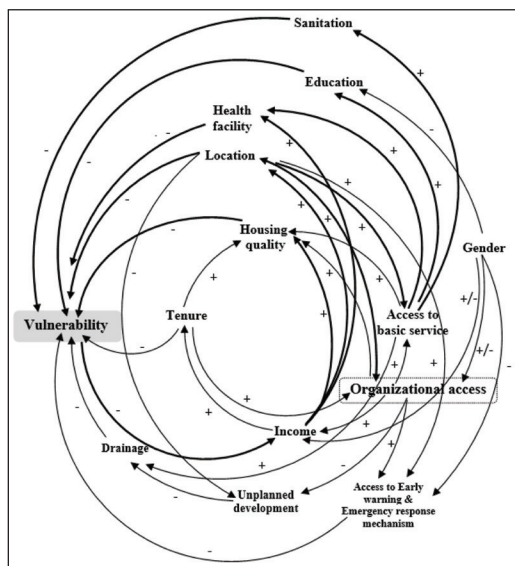 Sanitation
+
Education
-
-
Health
facility
-
-
+
+
Location
-
-
+
+
+
+
+
+
Housing
quality
Gender
-
-
+
+
+
+/-
Access to
basic service
Tenure
Vulnerability
-
+
+/-
+
Organizational access
-
+
+
+
Income
-
-
Drainage
+
-
+
+
Unplanned
development
-
Access to Early
warning &
Emergency response
mechanism
-